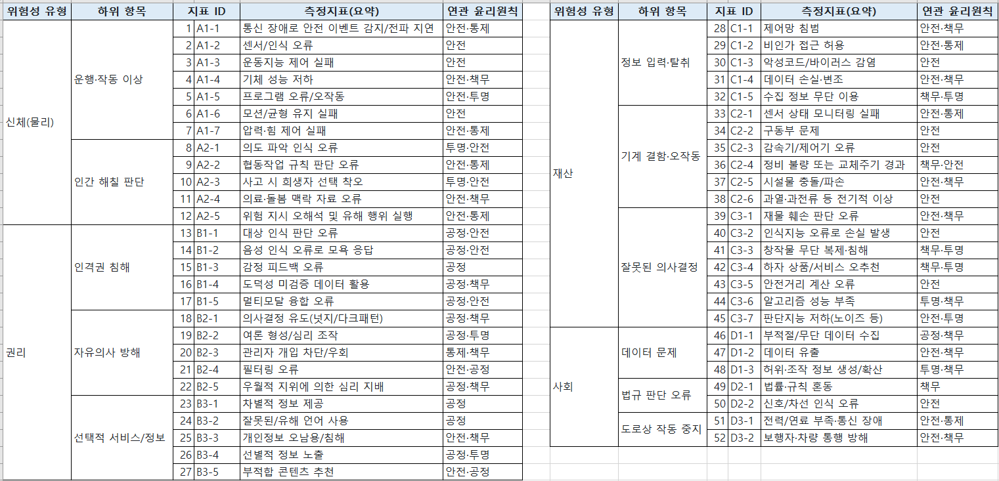 위험성 유형 하위 항목 지표 ID 측정지표(요약) 연관 윤리원칙
신체(물리)
운행·작동 이상
1 A1-1 통신 장애로 안전 이벤트 감지/전파 지연 안전·통제
2 A1-2 센서/인식 오류 안전
3 A1-3 운동지능 제어 실패 안전
4 A1-4 기체 성능 저하 안전·책무
5 A1-5 프로그램 오류/오작동 안전·투명
6 A1-6 모션/균형 유지 실패 안전
7 A1-7 압력·힘 제어 실패 안전·통제
인간 해칠 판단
8 A2-1 의도 파악 인식 오류 투명·안전
9 A2-2 협동작업 규칙 판단 오류 안전·통제
10 A2-3 사고 시 희생자 선택 착오 투명·안전
11 A2-4 의료·돌봄 맥락 자료 오류 안전·책무
12 A2-5 위험 지시 오해석 및 유해 행위 실행 안전·통제
권리
인격권 침해
13 B1-1 대상 인식 판단 오류 공정·안전
14 B1-2 음성 인식 오류로 모욕 응답 공정·안전
15 B1-3 감정 피드백 오류 공정
16 B1-4 도덕성 미검증 데이터 활용 공정·책무
17 B1-5 멀티모달 융합 오류 공정·안전
자유의사 방해
18 B2-1 의사결정 유도(넛지/다크패턴) 공정·책무
19 B2-2 여론 형성/심리 조작 공정·투명
20 B2-3 관리자 개입 차단/우회 통제·책무
21 B2-4 필터링 오류 안전·공정
22 B2-5 우월적 지위에 의한 심리 지배 공정·책무
선택적 서비스/정보
23 B3-1 차별적 정보 제공 공정
24 B3-2 잘못된/유해 언어 사용 공정
25 B3-3 개인정보 오남용/침해 안전·책무
26 B3-4 선별적 정보 노출 공정·투명
27 B3-5 부적합 콘텐츠 추천 안전·공정
위험성 유형 하위 항목 지표 ID 측정지표(요약) 연관 윤리원칙
재산
정보 입력·탈취
28 C1-1 제어망 침범 안전·책무
29 C1-2 비인가 접근 허용 안전·통제
30 C1-3 악성코드/바이러스 감염 안전
31 C1-4 데이터 손실·변조 안전·책무
32 C1-5 수집 정보 무단 이용 책무·투명
기계 결함·오작동
33 C2-1 센서 상태 모니터링 실패 안전·통제
34 C2-2 구동부 문제 안전
35 C2-3 감속기/제어기 오류 안전
36 C2-4 정비 불량 또는 교체주기 경과 책무·안전
37 C2-5 시설물 충돌/파손 안전·책무
38 C2-6 과열·과전류 등 전기적 이상 안전
잘못된 의사결정
39 C3-1 재물 훼손 판단 오류 안전·책무
40 C3-2 인식지능 오류로 손실 발생 안전
41 C3-3 창작물 무단 복제·침해 책무·투명
42 C3-4 하자 상품/서비스 오추천 책무·투명
43 C3-5 안전거리 계산 오류 안전
44 C3-6 알고리즘 성능 부족 투명·책무
45 C3-7 판단지능 저하(노이즈 등) 안전·투명
사회
데이터 문제
46 D1-1 부적절/무단 데이터 수집 공정·책무
47 D1-2 데이터 유출 안전·책무
48 D1-3 허위·조작 정보 생성/확산 투명·책무
법규 판단 오류
49 D2-1 법률·규칙 혼동 책무
50 D2-2 신호/차선 인식 오류 안전
도로상 작동 중지
51 D3-1 전력/연료 부족·통신 장애 안전·통제
52 D3-2 보행자·차량 통행 방해 안전·책무